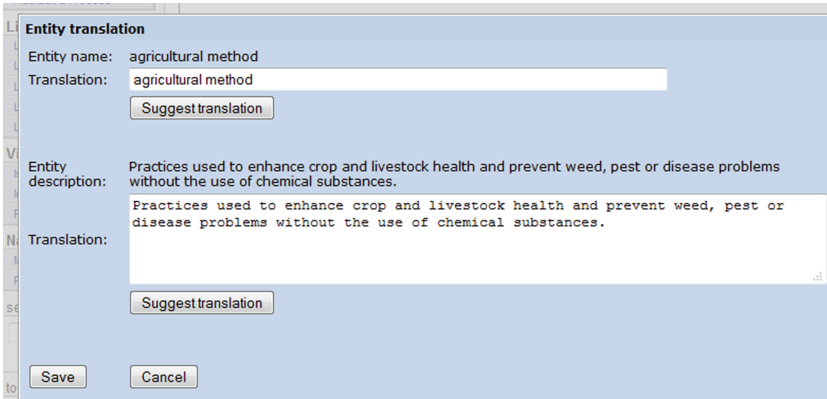 Entity translation
Entity name: agricultural method
Translation: agricultural method
Suggest translation
Entity
description:
Practices used to enhance crop and livestock health and prevent weed, pest or disease problems
without the use of chemical substances.
Translation:
Practices used to enhance crop and livestock health and prevent weed, pest or
disease problems without the use of chemical substances.
Suggest translation
Save Cancel